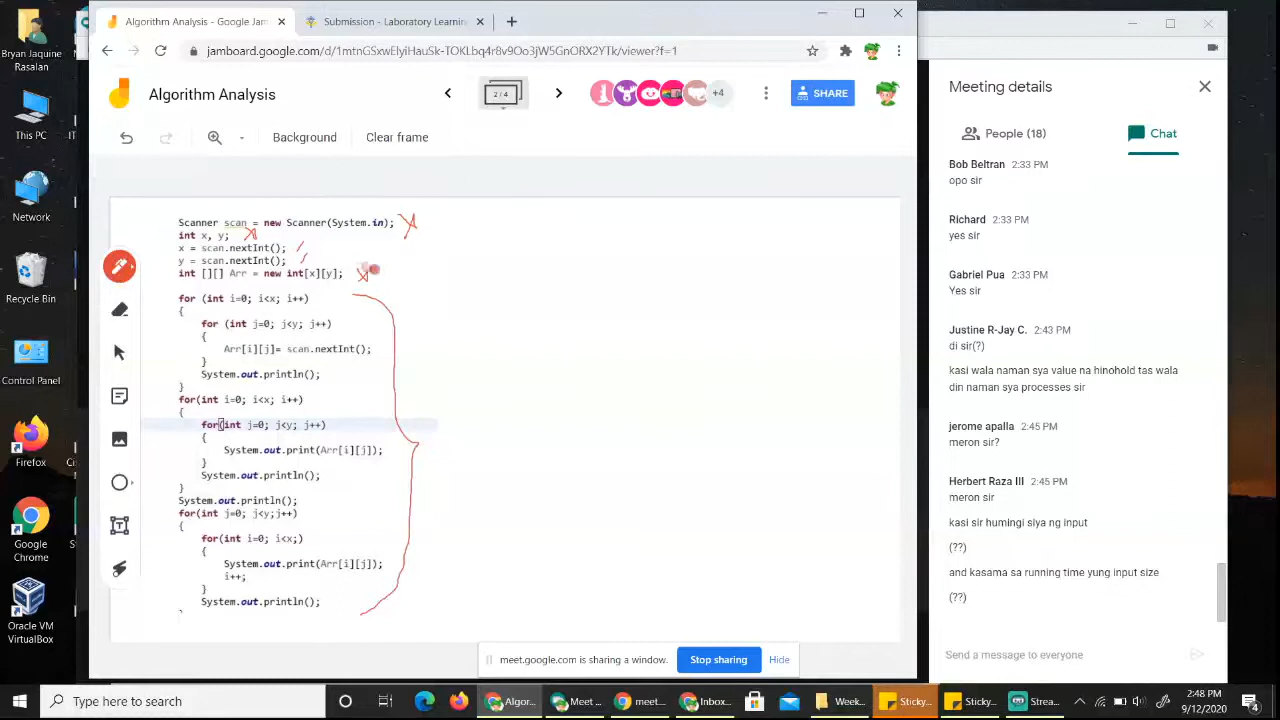 Bryan Jaquine
Rasalan
This PC
Network
Recycle Bin
Control Panel
Firefox
Google
Chrome
Oracle VM
VirtualBox
Algorithm Analysis - Google Jam
Submission - Laboratory Learnin
jamboard.google.com/d/1mtnGSxwElyiHauSk-TOKLbq4r8v9Oo3fV5GnORX2YTk/viewer?f=1
Algorithm Analysis
2 / 4
+4
SHARE
Background
Clear frame
Scanner scan = new Scanner(System.in);
int x, y;
x = scan.nextInt();
y = scan.nextInt();
int [][] Arr = new int[x][y];
for (int i=0; i<x; i++)
{
for (int j=0; j<y; j++)
{
Arr[i][j]= scan.nextInt();
}
System.out.println();
}
for(int i=0; i<x; i++)
{
for(int j=0; j<y; j++)
{
System.out.print(Arr[i][j]);
}
System.out.println();
}
System.out.println();
for(int j=0; j<y;j++)
{
for(int i=0; i<x;)
{
System.out.print(Arr[i][j]);
i++;
}
System.out.println();
}
meet.google.com is sharing a window.
Stop sharing
Hide
Meeting details
People (18)
Chat
Bob Beltran 2:33 PM
opo sir
Richard 2:33 PM
yes sir
Gabriel Pua 2:33 PM
Yes sir
Justine R-Jay C. 2:43 PM
di sir(?)
kasi wala naman sya value na hinohold tas wala
din naman sya processes sir
jerome apalla 2:45 PM
meron sir?
Herbert Raza III 2:45 PM
meron sir
kasi sir humingi siya ng input
(??)
and kasama sa running time yung input size
(??)
Send a message to everyone
Type here to search
Algor...
Meet ...
me...
Inbox...
Week...
Sticky...
Sticky...
Strea...
2:48 PM
9/12/2020